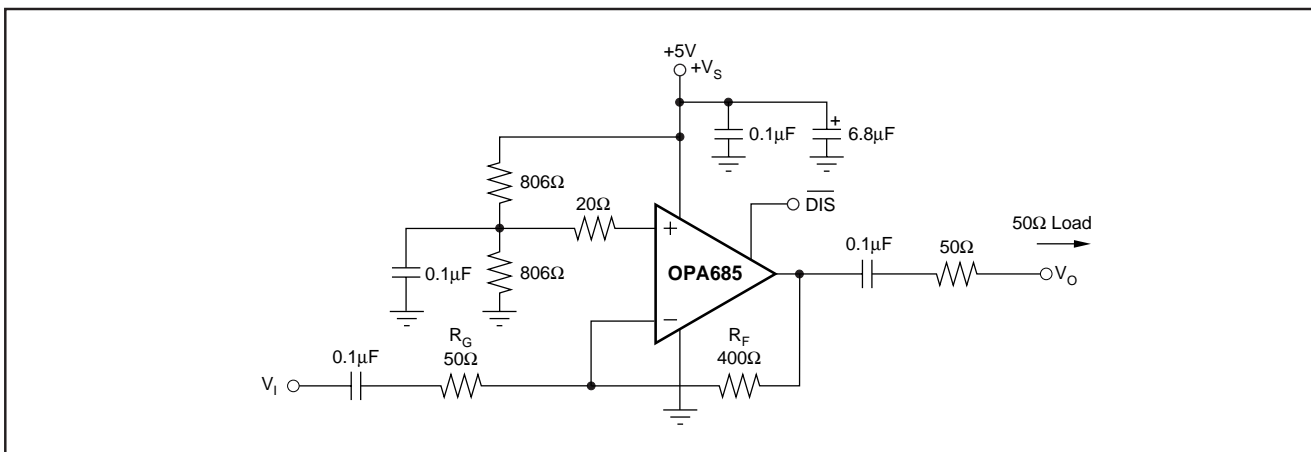 +5V
+V_S
0.1µF
6.8µF
+
806Ω
20Ω
DIS
50Ω Load
0.1µF
50Ω
V_O
+
OPA685
0.1µF
806Ω
–
R_G
50Ω
R_F
400Ω
0.1µF
V_I